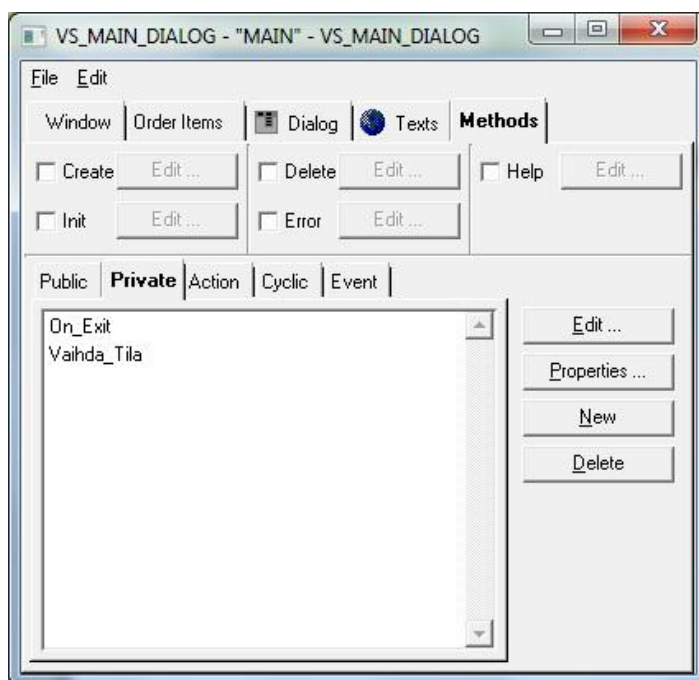 VS_MAIN_DIALOG - "MAIN" - VS_MAIN_DIALOG
File Edit
Window Order Items Dialog Texts Methods
Create Edit ... Delete Edit ... Help Edit ...
Init Edit ... Error Edit ...
Public Private Action Cyclic Event
On_Exit
Vaihda_Tila
Edit ...
Properties ...
New
Delete